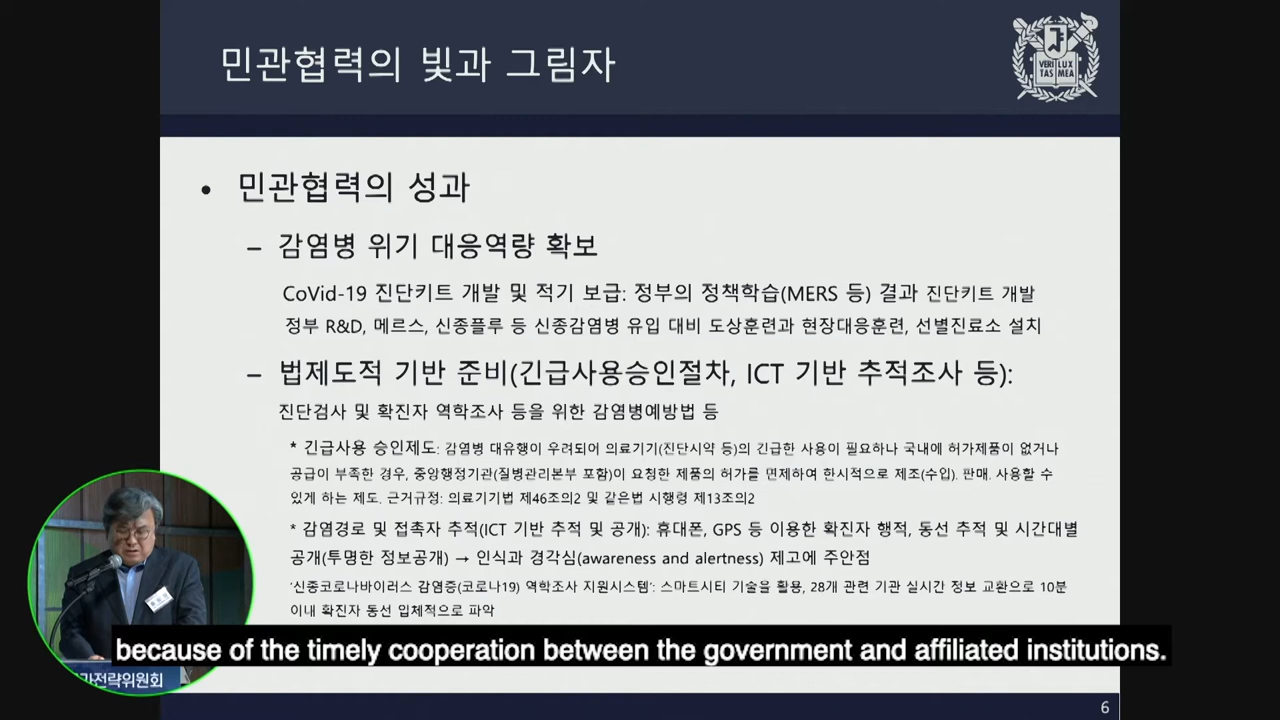 민관협력의 빛과 그림자
VERI LUX
TAS MEA
• 민관협력의 성과
– 감염병 위기 대응역량 확보
CoVid-19 진단키트 개발 및 적기 보급: 정부의 정책학습(MERS 등) 결과 진단키트 개발
정부 R&D, 메르스, 신종플루 등 신종감염병 유입 대비 도상훈련과 현장대응훈련, 선별진료소 설치
– 법제도적 기반 준비(긴급사용승인절차, ICT 기반 추적조사 등):
진단검사 및 확진자 역학조사 등을 위한 감염병예방법 등
* 긴급사용 승인제도: 감염병 대유행이 우려되어 의료기기(진단시약 등)의 긴급한 사용이 필요하나 국내에 허가제품이 없거나
공급이 부족한 경우, 중앙행정기관(질병관리본부 포함)이 요청한 제품의 허가를 면제하여 한시적으로 제조(수입). 판매. 사용할 수
있게 하는 제도. 근거규정: 의료기기법 제46조의2 및 같은법 시행령 제13조의2
* 감염경로 및 접촉자 추적(ICT 기반 추적 및 공개): 휴대폰, GPS 등 이용한 확진자 행적, 동선 추적 및 시간대별
공개(투명한 정보공개) → 인식과 경각심(awareness and alertness) 제고에 주안점
'신종코로나바이러스 감염증(코로나19) 역학조사 지원시스템': 스마트시티 기술을 활용, 28개 관련 기관 실시간 정보 교환으로 10분
이내 확진자 동선 입체적으로 파악
because of the timely cooperation between the government and affiliated institutions.
전략위원회
6